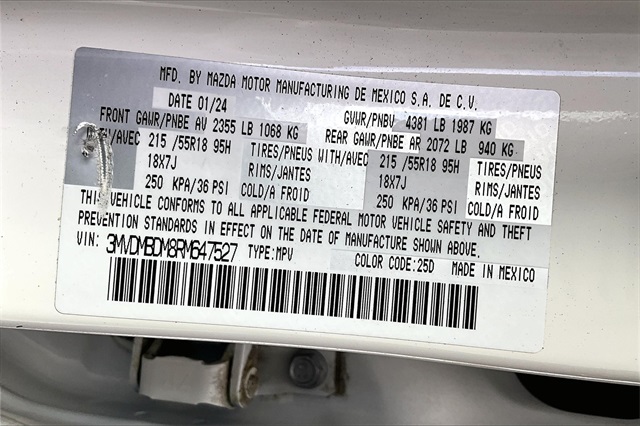 MFD. BY MAZDA MOTOR MANUFACTURING DE MEXICO S.A. DE C.V.
DATE 01/24 GVWR/PNBV 4381 LB 1987 KG
FRONT GAWR/PNBE AV 2355 LB 1068 KG REAR GAWR/PNBE AR 2072 LB 940 KG
/AVEC 215 /55R18 95H TIRES/PNEUS WITH/AVEC 215 /55R18 95H TIRES/PNEUS
18X7J RIMS/JANTES 18X7J RIMS/JANTES
250 KPA/36 PSI COLD/A FROID 250 KPA/36 PSI COLD/A FROID
THIS VEHICLE CONFORMS TO ALL APPLICABLE FEDERAL MOTOR VEHICLE SAFETY AND THEFT
PREVENTION STANDARDS IN EFFECT ON THE DATE OF MANUFACTURE SHOWN ABOVE.
VIN: 3MVDMBDM8RM647527 TYPE:MPV COLOR CODE:25D MADE IN MEXICO